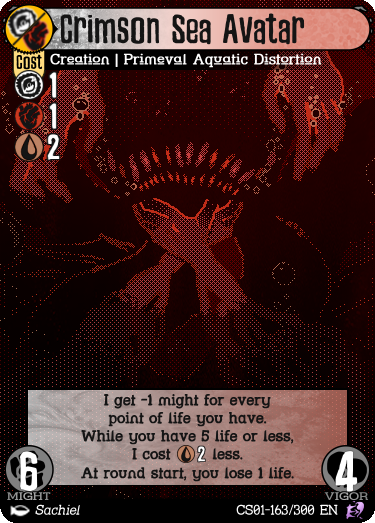 Crimson Sea Avatar
COST
Creation | Primeval Aquatic Distortion
1
1
2
I get -1 might for every
point of life you have.
While you have 5 life or less,
I cost 2 less.
At round start, you lose 1 life.
6
MIGHT
4
VIGOR
Sachiel
CS01-163/300 EN